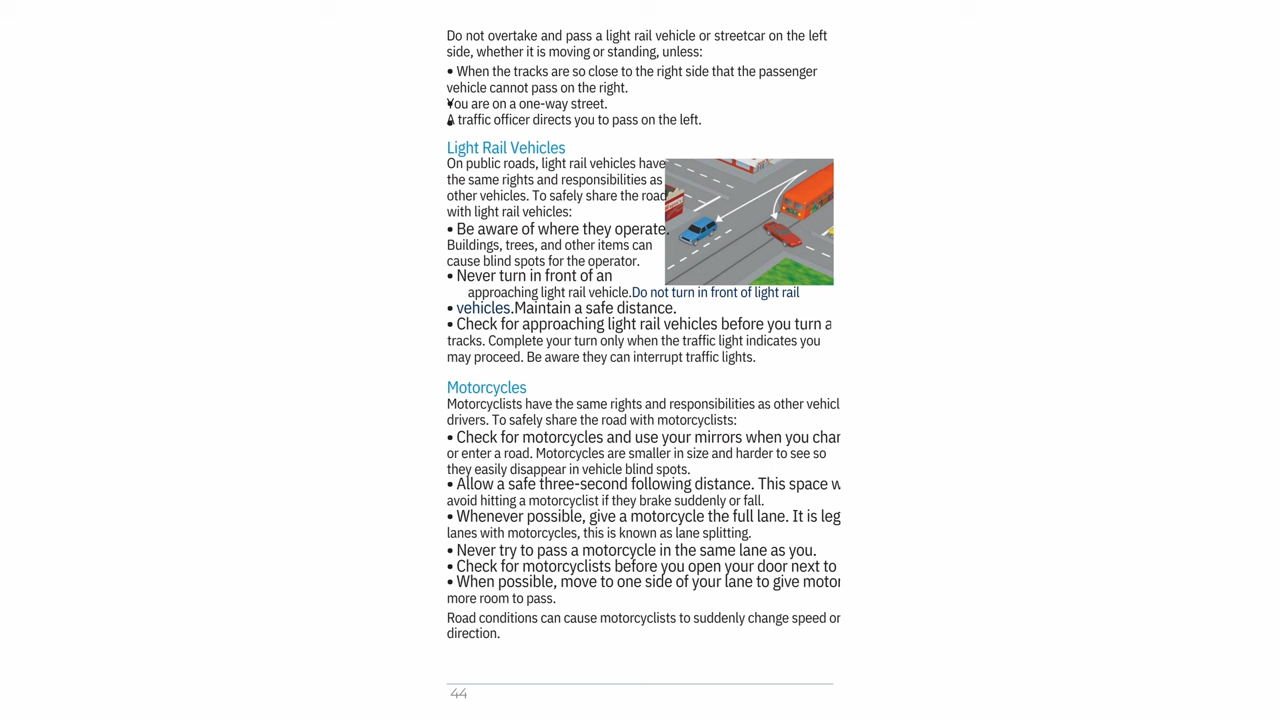 Do not overtake and pass a light rail vehicle or streetcar on the left
side, whether it is moving or standing, unless:
• When the tracks are so close to the right side that the passenger
vehicle cannot pass on the right.
You are on a one-way street.
A traffic officer directs you to pass on the left.
Light Rail Vehicles
On public roads, light rail vehicles have
the same rights and responsibilities as
other vehicles. To safely share the road
with light rail vehicles:
• Be aware of where they operate.
Buildings, trees, and other items can
cause blind spots for the operator.
• Never turn in front of an
approaching light rail vehicle.Do not turn in front of light rail
• vehicles.Maintain a safe distance.
• Check for approaching light rail vehicles before you turn a
tracks. Complete your turn only when the traffic light indicates you
may proceed. Be aware they can interrupt traffic lights.
Motorcycles
Motorcyclists have the same rights and responsibilities as other vehicl
drivers. To safely share the road with motorcyclists:
• Check for motorcycles and use your mirrors when you char
or enter a road. Motorcycles are smaller in size and harder to see so
they easily disappear in vehicle blind spots.
• Allow a safe three-second following distance. This space w
avoid hitting a motorcyclist if they brake suddenly or fall.
• Whenever possible, give a motorcycle the full lane. It is leg
lanes with motorcycles, this is known as lane splitting.
• Never try to pass a motorcycle in the same lane as you.
• Check for motorcyclists before you open your door next to
• When possible, move to one side of your lane to give motor
more room to pass.
Road conditions can cause motorcyclists to suddenly change speed or
direction.
44